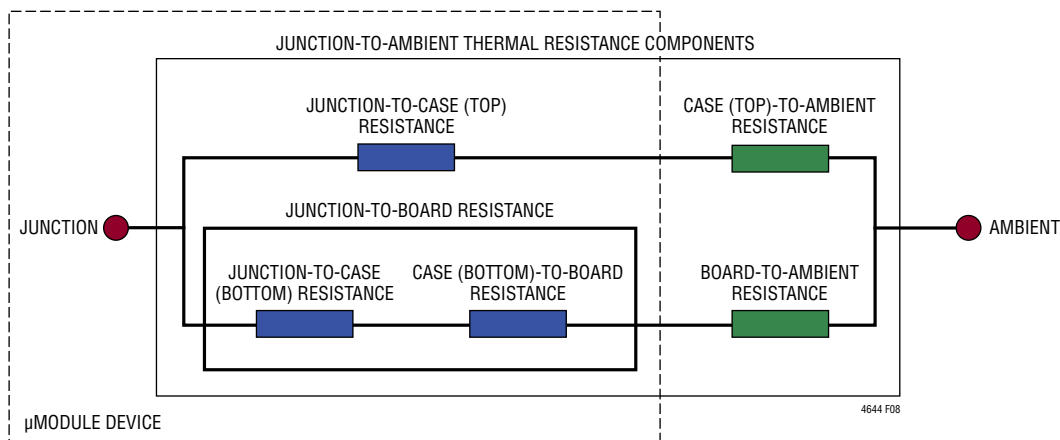 JUNCTION-TO-AMBIENT THERMAL RESISTANCE COMPONENTS
JUNCTION-TO-CASE (TOP)
RESISTANCE
CASE (TOP)-TO-AMBIENT
RESISTANCE
JUNCTION
JUNCTION-TO-BOARD RESISTANCE
AMBIENT
JUNCTION-TO-CASE
(BOTTOM) RESISTANCE
CASE (BOTTOM)-TO-BOARD
RESISTANCE
BOARD-TO-AMBIENT
RESISTANCE
4644 F08
µMODULE DEVICE